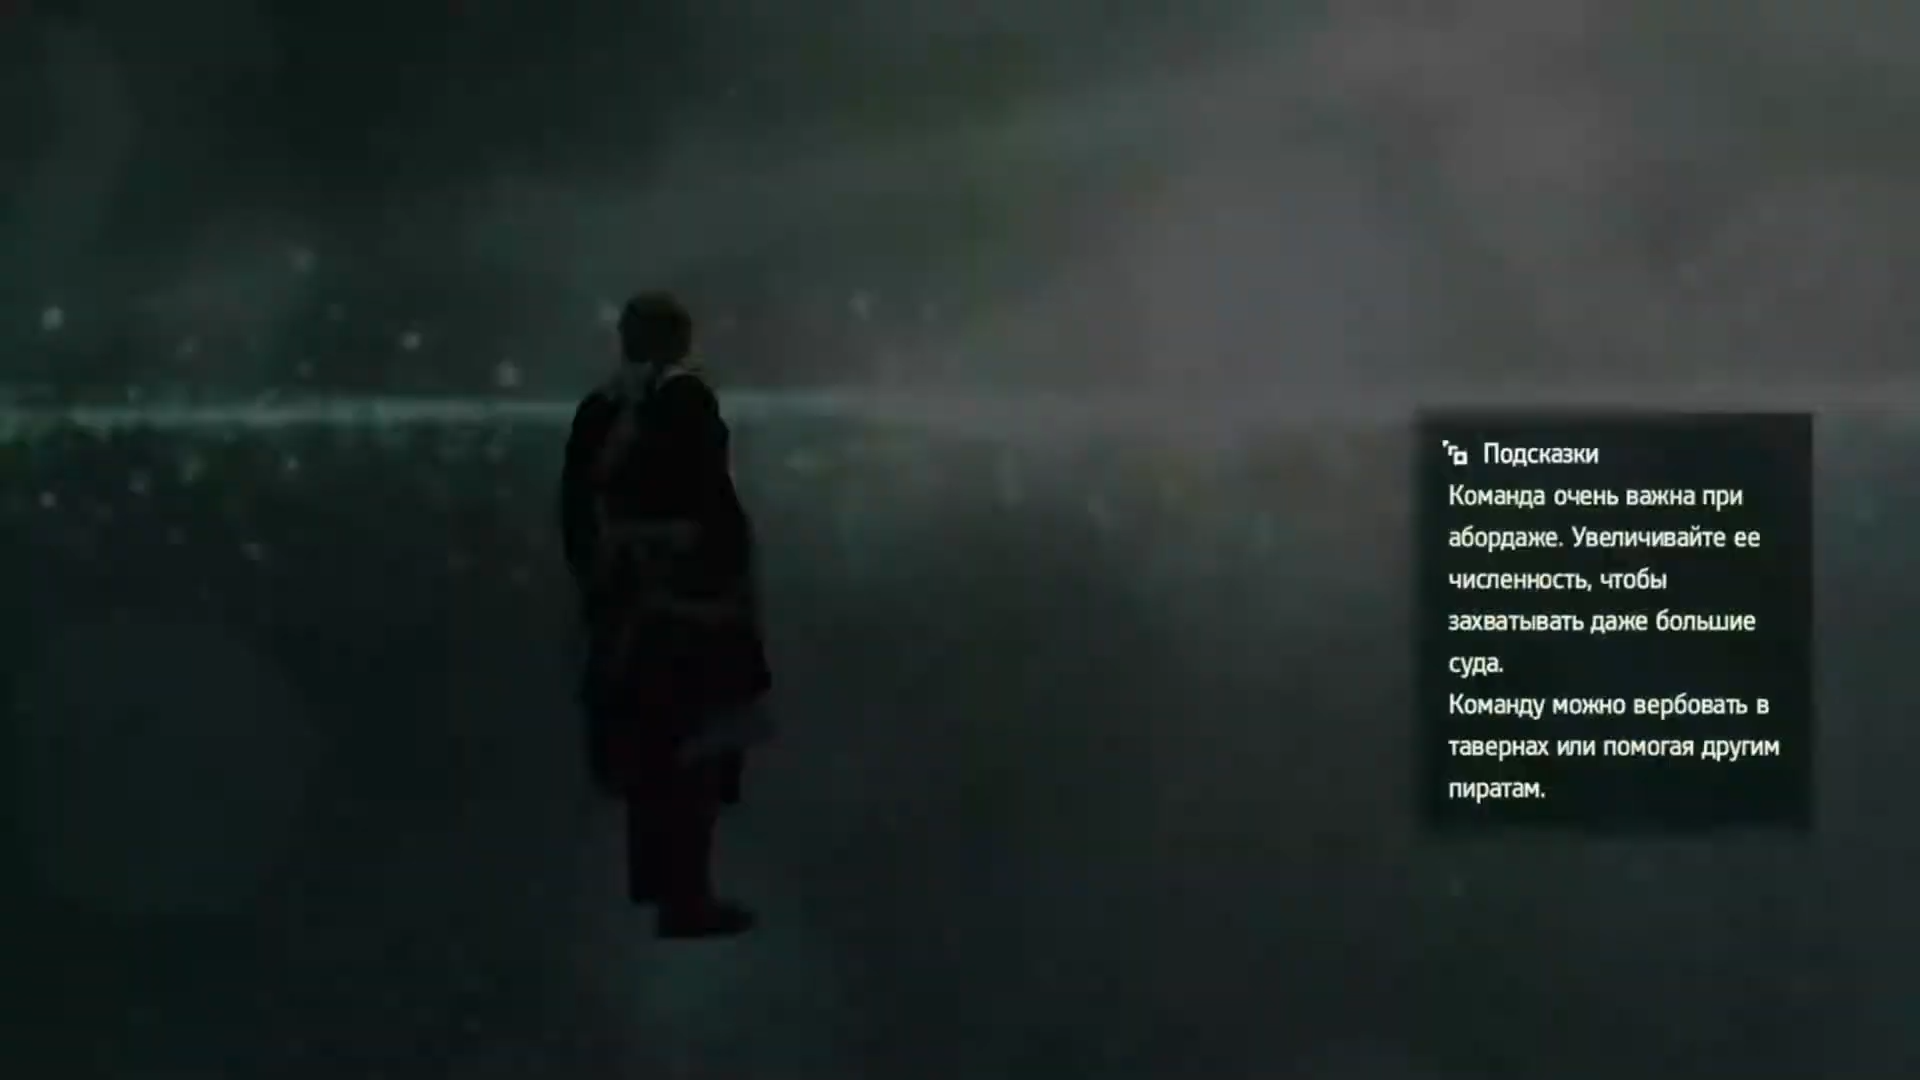 Подсказки
Команда очень важна при
абордаже. Увеличивайте ее
численность, чтобы
захватывать даже большие
суда.
Команду можно вербовать в
тавернах или помогая другим
пиратам.